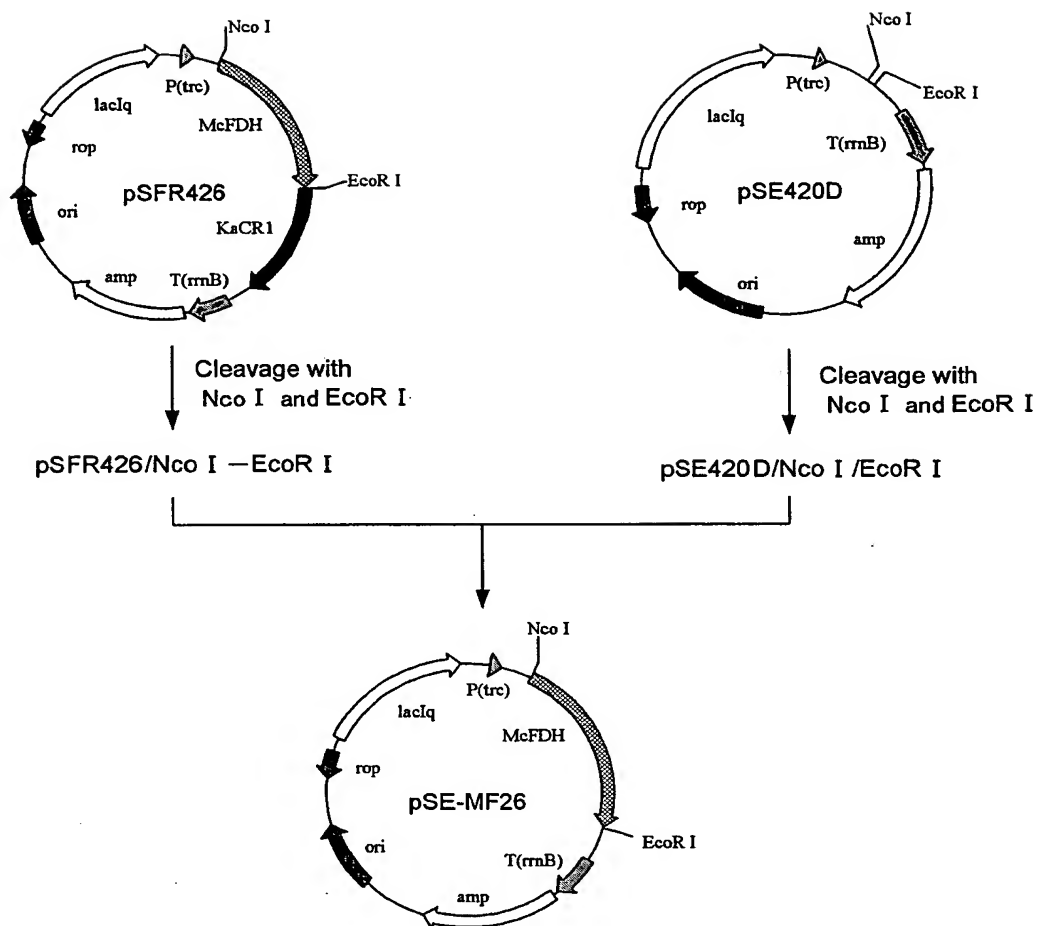 Nco I
P(trc)
lacIq
McFDH
rop
EcoR I
pSFR426
ori
KaCR1
amp
T(rrnB)
Nco I
P(trc)
EcoR I
lacIq
T(rrnB)
pSE420D
rop
amp
ori
Cleavage with
Nco I and EcoR I
Cleavage with
Nco I and EcoR I
pSFR426/Nco I —EcoR I
pSE420D/Nco I /EcoR I
Nco I
P(trc)
lacIq
McFDH
rop
pSE-MF26
ori
EcoR I
T(rrnB)
amp